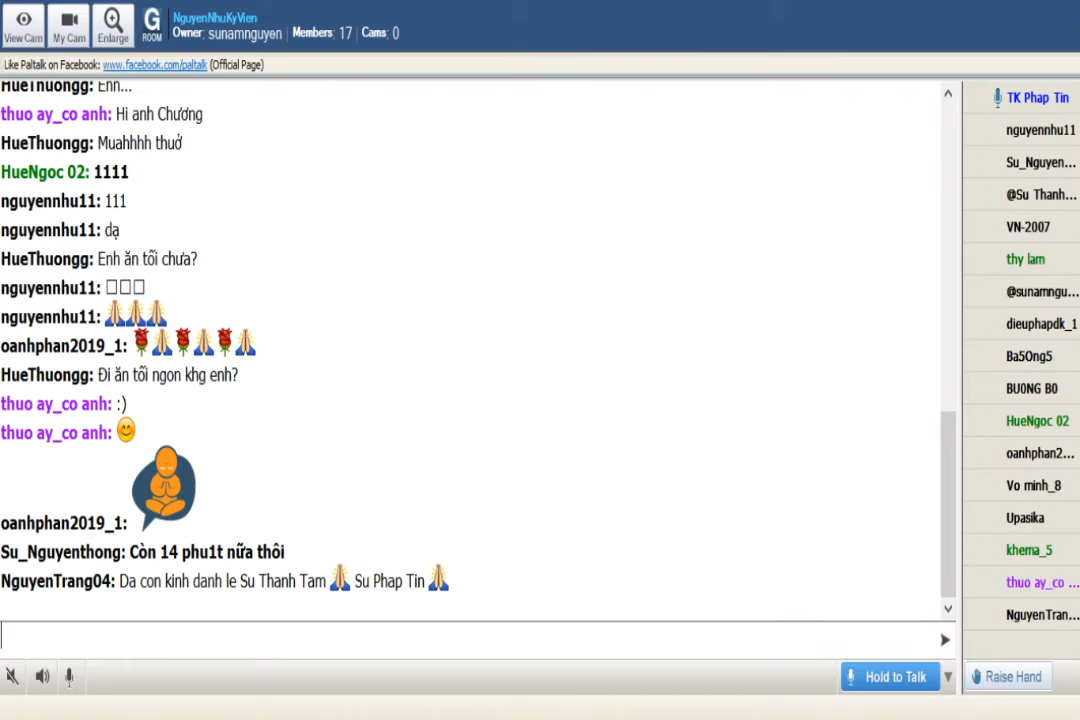 View Cam
My Cam
Enlarge
G
ROOM
NguyenNhuKyVien
Owner: sunamnguyen | Members: 17 | Cams: 0
Like Paltalk on Facebook: www.facebook.com/paltalk (Official Page)
HueThuongg: Enh...
thuo ay_co anh: Hi anh Chương
HueThuongg: Muahhhh thuở
HueNgoc 02: 1111
nguyennhu11: 111
nguyennhu11: dạ
HueThuongg: Enh ăn tối chưa?
nguyennhu11: □□□
nguyennhu11: 🙏🙏🙏
oanhphan2019_1: 🌹🙏🌹🙏🌹🙏
HueThuongg: Đi ăn tối ngon khg enh?
thuo ay_co anh: :)
thuo ay_co anh: 😊
oanhphan2019_1:
Su_Nguyenthong: Còn 14 phu1t nữa thôi
NguyenTrang04: Da con kinh danh le Su Thanh Tam 🙏 Su Phap Tin 🙏
TK Phap Tin
nguyennhu11
Su_Nguyen...
@Su Thanh...
VN-2007
thy lam
@sunamngu...
dieuphapdk_1
Ba5Ong5
BU0NG B0
HueNgoc 02
oanhphan2...
Vo minh_8
Upasika
khema_5
thuo ay_co ...
NguyenTran...
Hold to Talk
Raise Hand